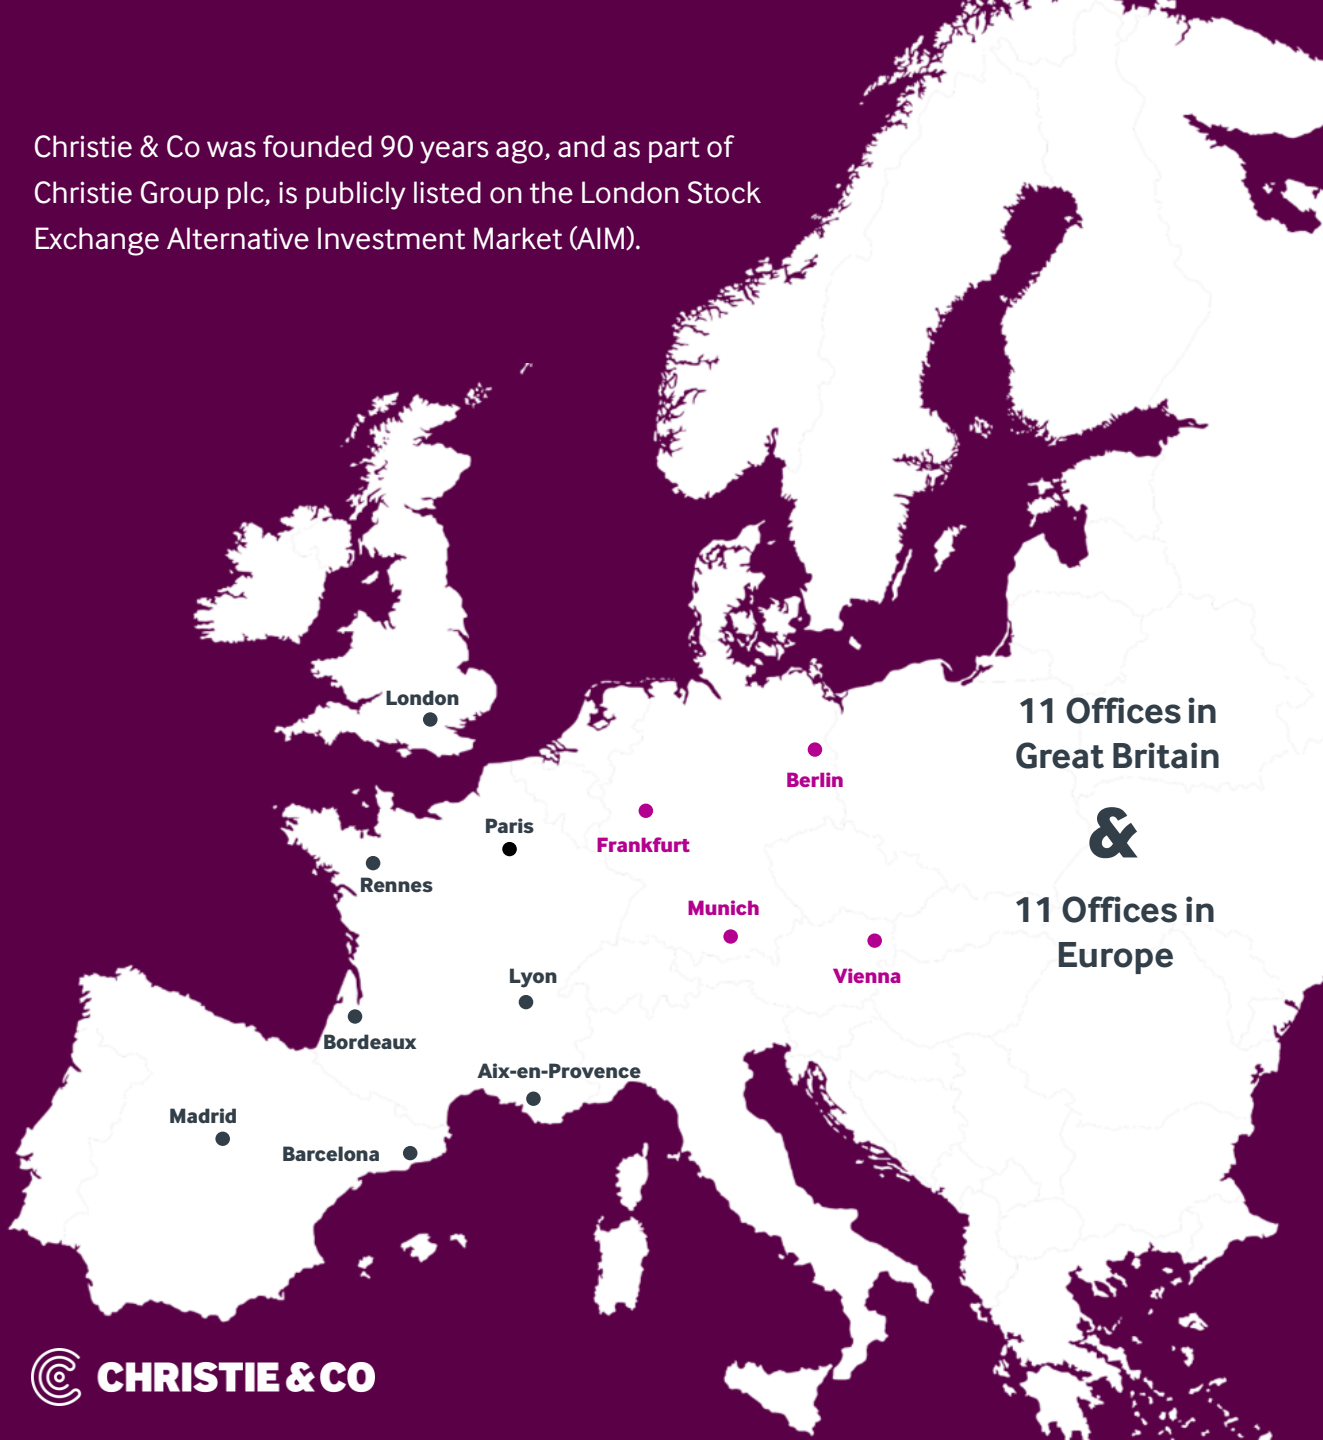 Christie & Co was founded 90 years ago, and as part of
Christie Group plc, is publicly listed on the London Stock
Exchange Alternative Investment Market (AIM).
London
11 Offices in
Great Britain
&
11 Offices in
Europe
Berlin
Paris
Frankfurt
Rennes
Munich
Vienna
Lyon
Bordeaux
Aix-en-Provence
Madrid
Barcelona
CHRISTIE & CO